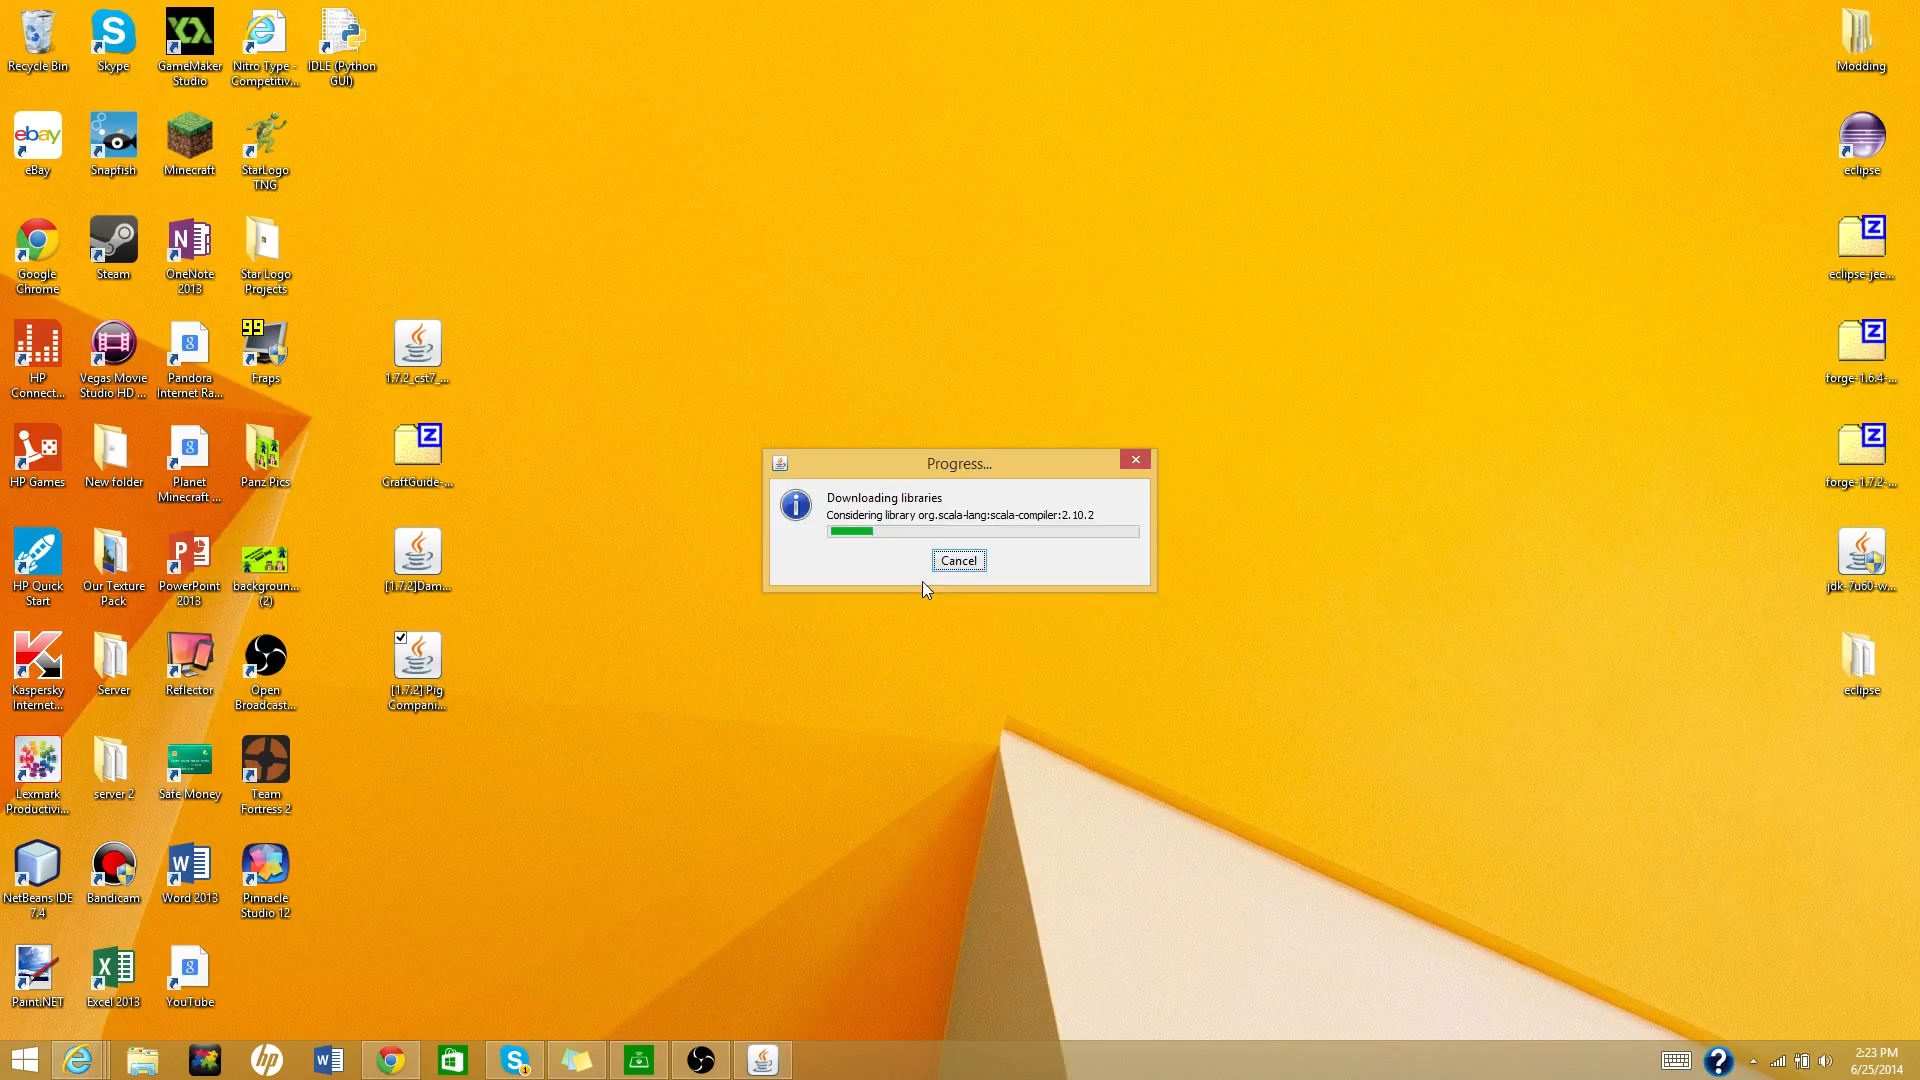 Recycle Bin
Skype
GameMaker
Studio
Nitro Type -
Competitiv...
IDLE (Python
GUI)
Modding
ebay
eBay
Snapfish
Minecraft
StarLogo
TNG
eclipse
Google
Chrome
Steam
N
OneNote
2013
Star Logo
Projects
Z
eclipse-jee...
HP
Connect...
Vegas Movie
Studio HD ...
Pandora
Internet Ra...
99
Fraps
1.7.2_cst7_...
Z
forge-1.6.4-...
HP Games
New folder
Planet
Minecraft ...
Panz Pics
Z
CraftGuide-...
Z
forge-1.7.2-...
Progress...
Downloading libraries
Considering library org.scala-lang:scala-compiler:2.10.2
Cancel
HP Quick
Start
Our Texture
Pack
PowerPoint
2013
backgroun...
(2)
[1.7.2]Dam...
jdk-7u60-w...
Kaspersky
Internet...
Server
Reflector
Open
Broadcast...
[1.7.2] Pig
Compani...
eclipse
Lexmark
Productivi...
server 2
Safe Money
Team
Fortress 2
NetBeans IDE
7.4
Bandicam
Word 2013
Pinnacle
Studio 12
Paint.NET
Excel 2013
YouTube
2:23 PM
6/25/2014